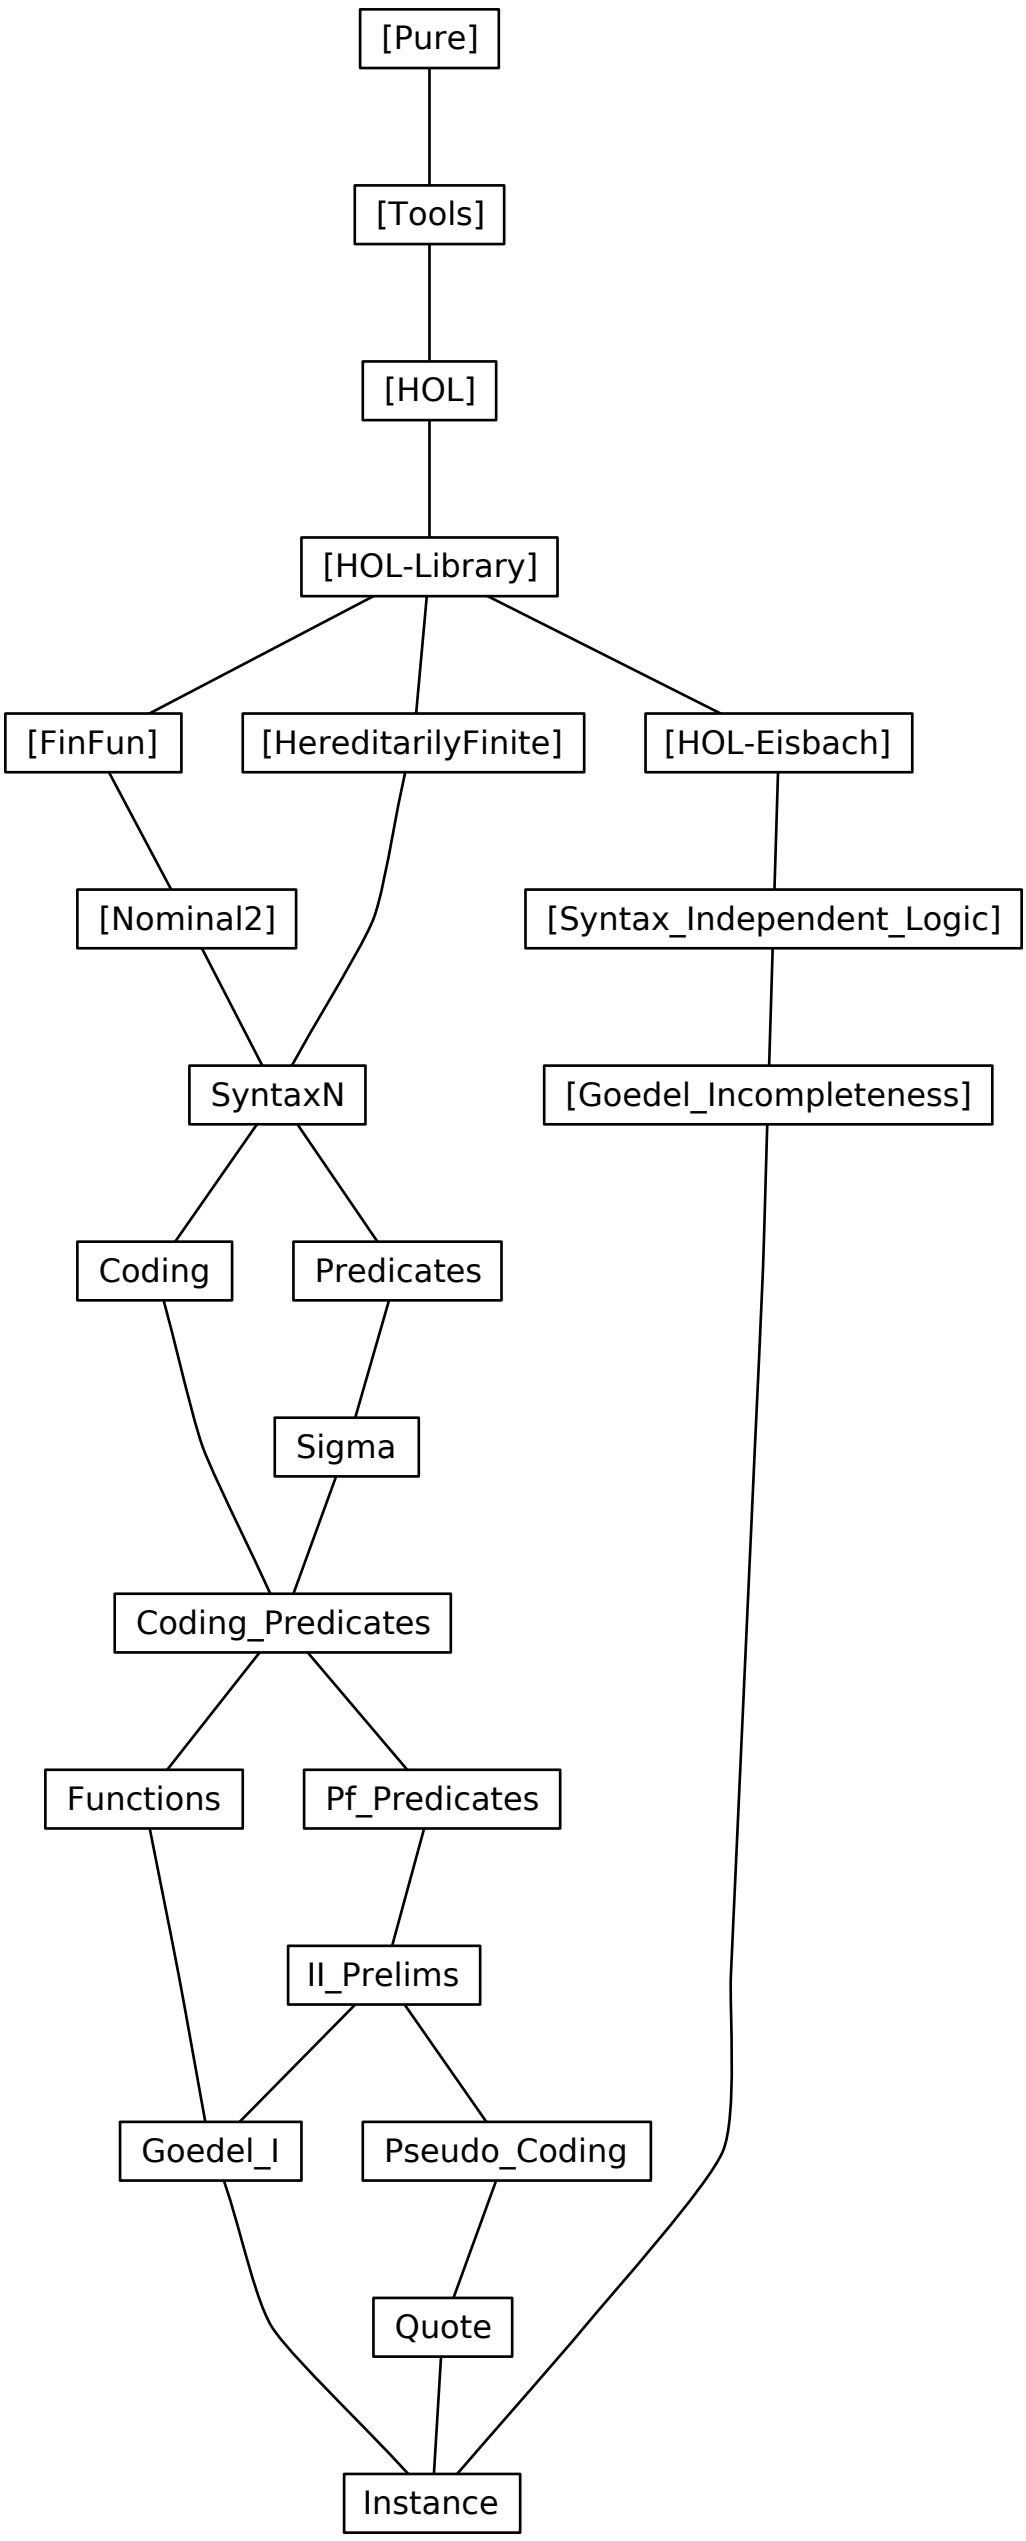 [Pure]
[Tools]
[HOL]
[HOL-Library]
[FinFun]
[HereditarilyFinite]
[HOL-Eisbach]
[Nominal2]
[Syntax_Independent_Logic]
SyntaxN
[Goedel_Incompleteness]
Coding
Predicates
Sigma
Coding_Predicates
Functions
Pf_Predicates
II_Prelims
Goedel_I
Pseudo_Coding
Quote
Instance